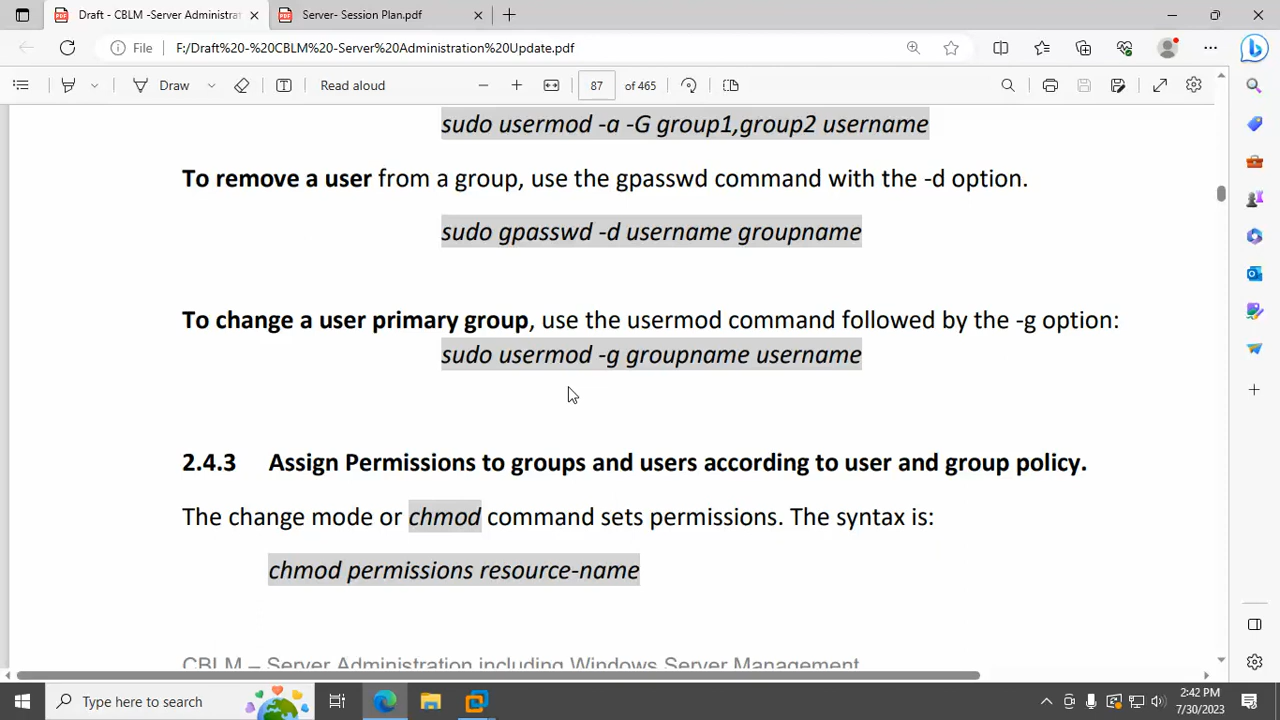 Draft - CBLM -Server Administrat
Server- Session Plan.pdf
File
F:/Draft%20-%20CBLM%20-Server%20Administration%20Update.pdf
Draw
Read aloud
87
of 465
sudo usermod -a -G group1,group2 username
To remove a user from a group, use the gpasswd command with the -d option.
sudo gpasswd -d username groupname
To change a user primary group, use the usermod command followed by the -g option:
sudo usermod -g groupname username
2.4.3 Assign Permissions to groups and users according to user and group policy.
The change mode or chmod command sets permissions. The syntax is:
chmod permissions resource-name
CBLM – Server Administration including Windows Server Management
Type here to search
2:42 PM
7/30/2023